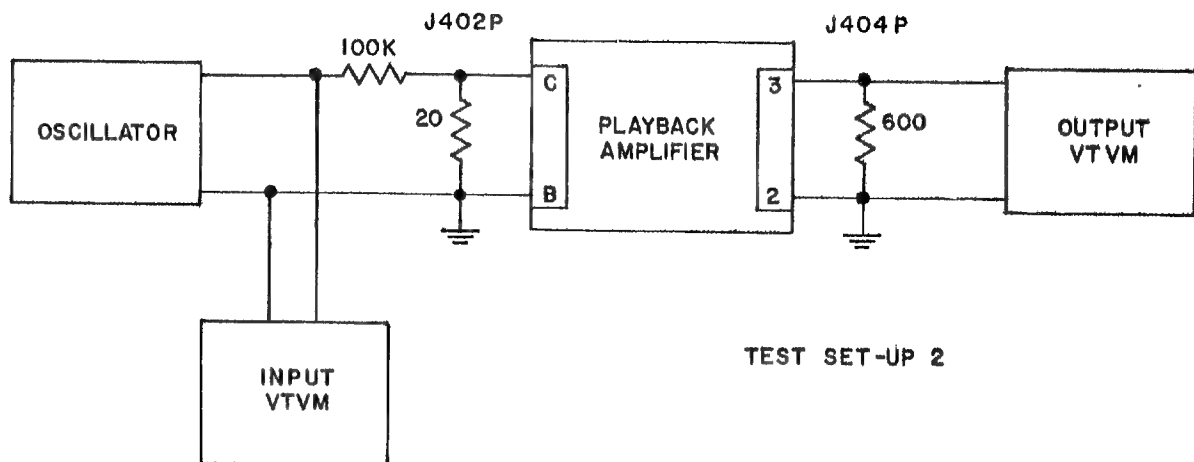 J402P
J404P
100K
OSCILLATOR
20
C
B
PLAYBACK
AMPLIFIER
3
2
600
OUTPUT
VTVM
INPUT
VTVM
TEST SET-UP 2